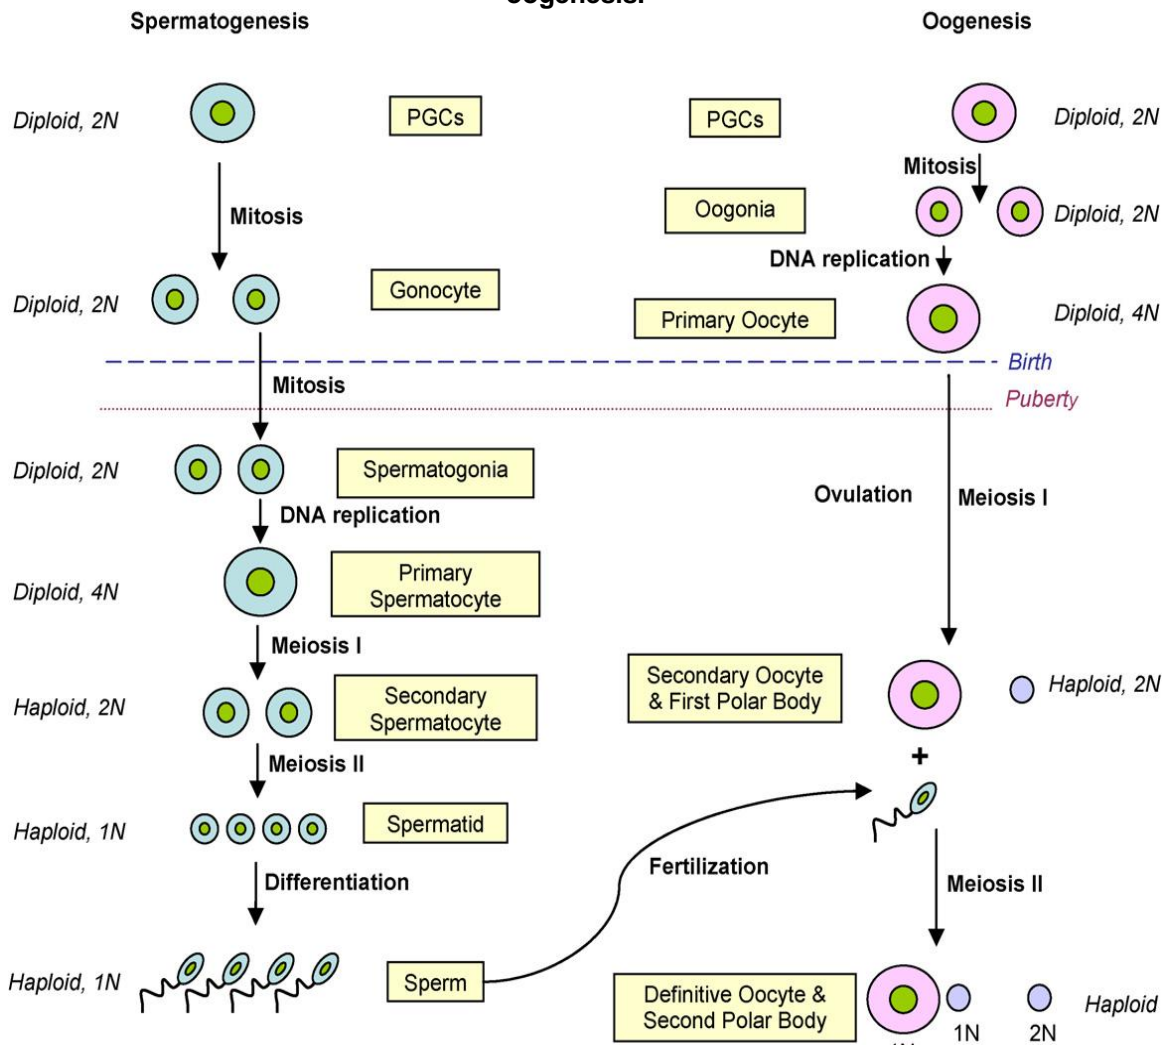 oogenesis.
Spermatogenesis
Oogenesis
Diploid, 2N
PGCs
PGCs
Diploid, 2N
Mitosis
Mitosis
Oogonia
Diploid, 2N
DNA replication
Diploid, 2N
Gonocyte
Primary Oocyte
Diploid, 4N
Birth
Mitosis
Puberty
Diploid, 2N
Spermatogonia
Ovulation
Meiosis I
DNA replication
Diploid, 4N
Primary
Spermatocyte
Meiosis I
Haploid, 2N
Secondary
Spermatocyte
Secondary Oocyte
& First Polar Body
Haploid, 2N
+
Meiosis II
Haploid, 1N
Spermatid
Fertilization
Differentiation
Meiosis II
Haploid, 1N
Sperm
Definitive Oocyte &
Second Polar Body
1N
2N
Haploid